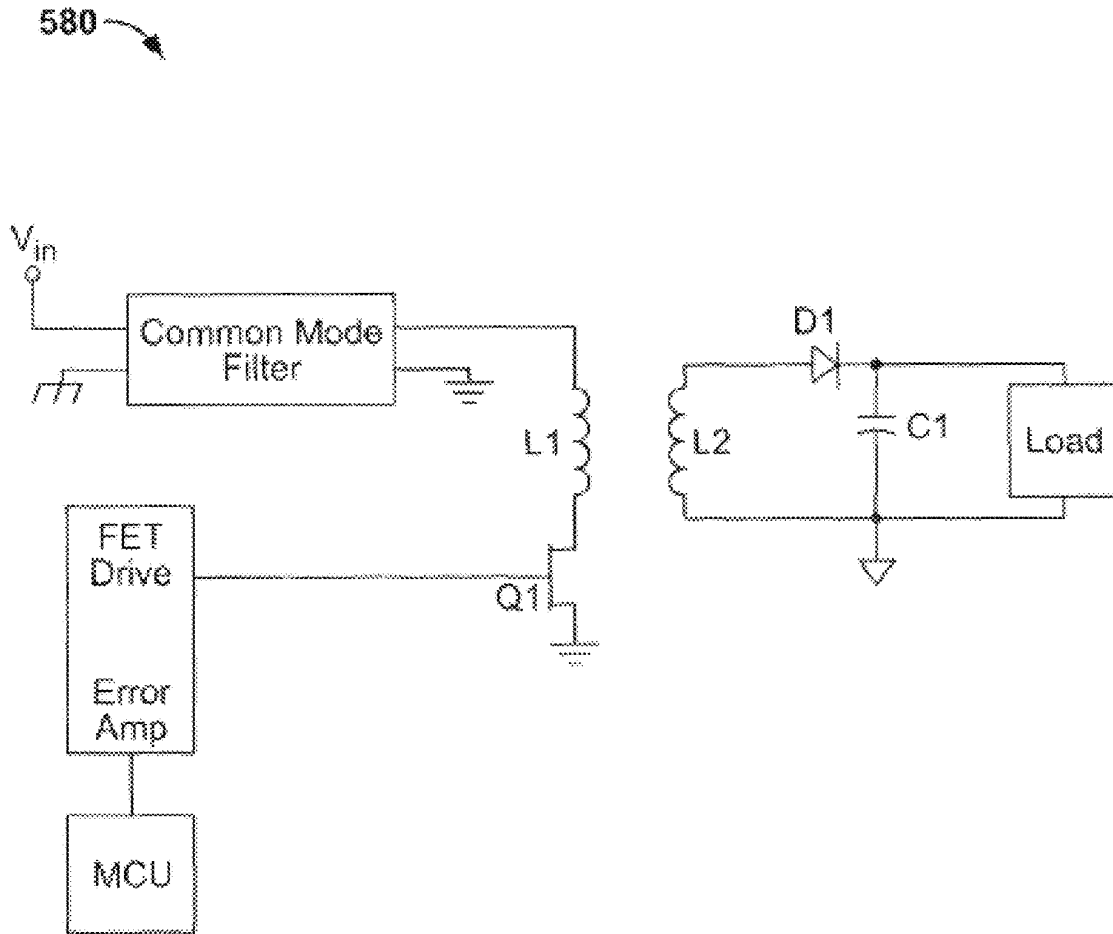 580
Vin
Common Mode
Filter
D1
L1
L2
C1
Load
FET
Drive
Q1
Error
Amp
MCU